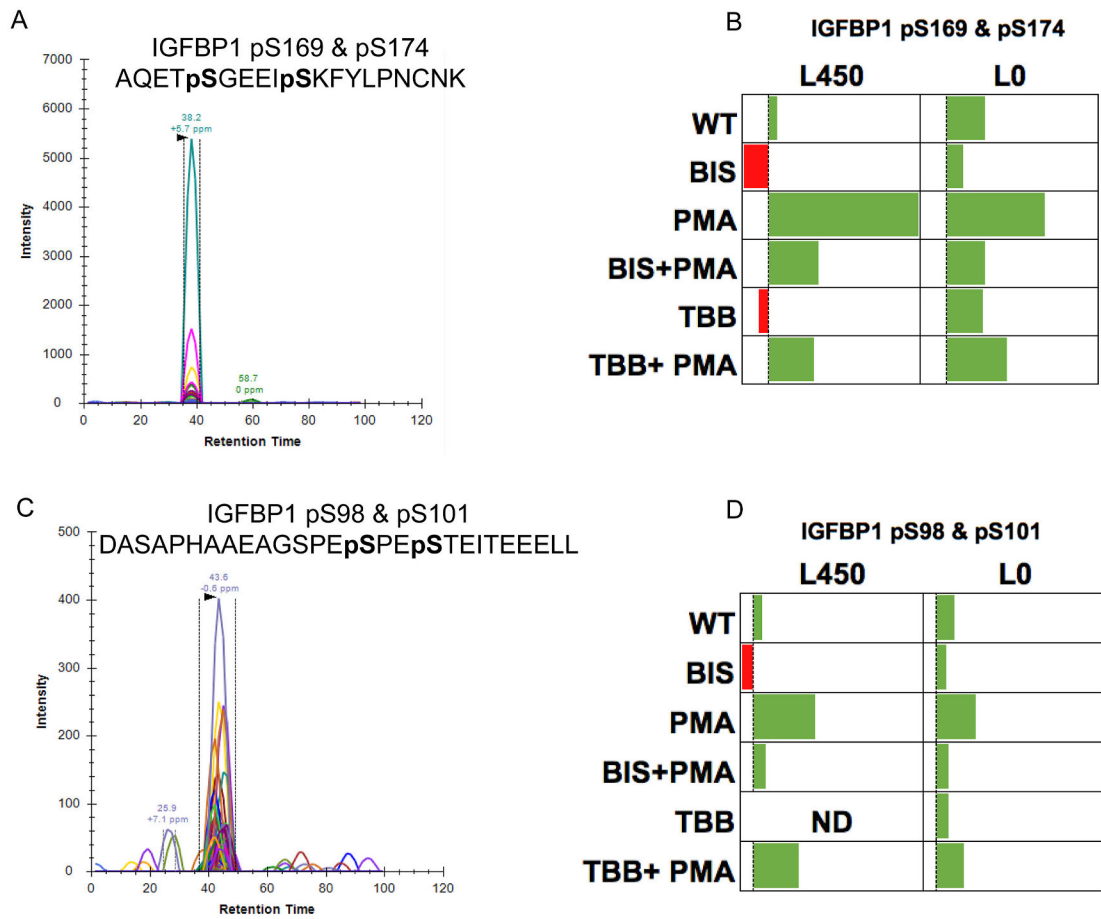 A
IGFBP1 pS169 & pS174
AQETpSGEEIpSKFYLPNCNK
7000
6000
5000
4000
3000
2000
1000
0
Intensity
38.2
+5.7 ppm
58.7
0 ppm
0 20 40 60 80 100 120
Retention Time
B
IGFBP1 pS169 & pS174
L450 L0
WT
BIS
PMA
BIS+PMA
TBB
TBB+ PMA
C
IGFBP1 pS98 & pS101
DASAPHAAEAGSPEpSPEpSTEITEEELL
500
400
300
200
100
0
Intensity
43.6
-0.6 ppm
25.9
+7.1 ppm
0 20 40 60 80 100 120
Retention Time
D
IGFBP1 pS98 & pS101
L450 L0
WT
BIS
PMA
BIS+PMA
TBB ND
TBB+ PMA